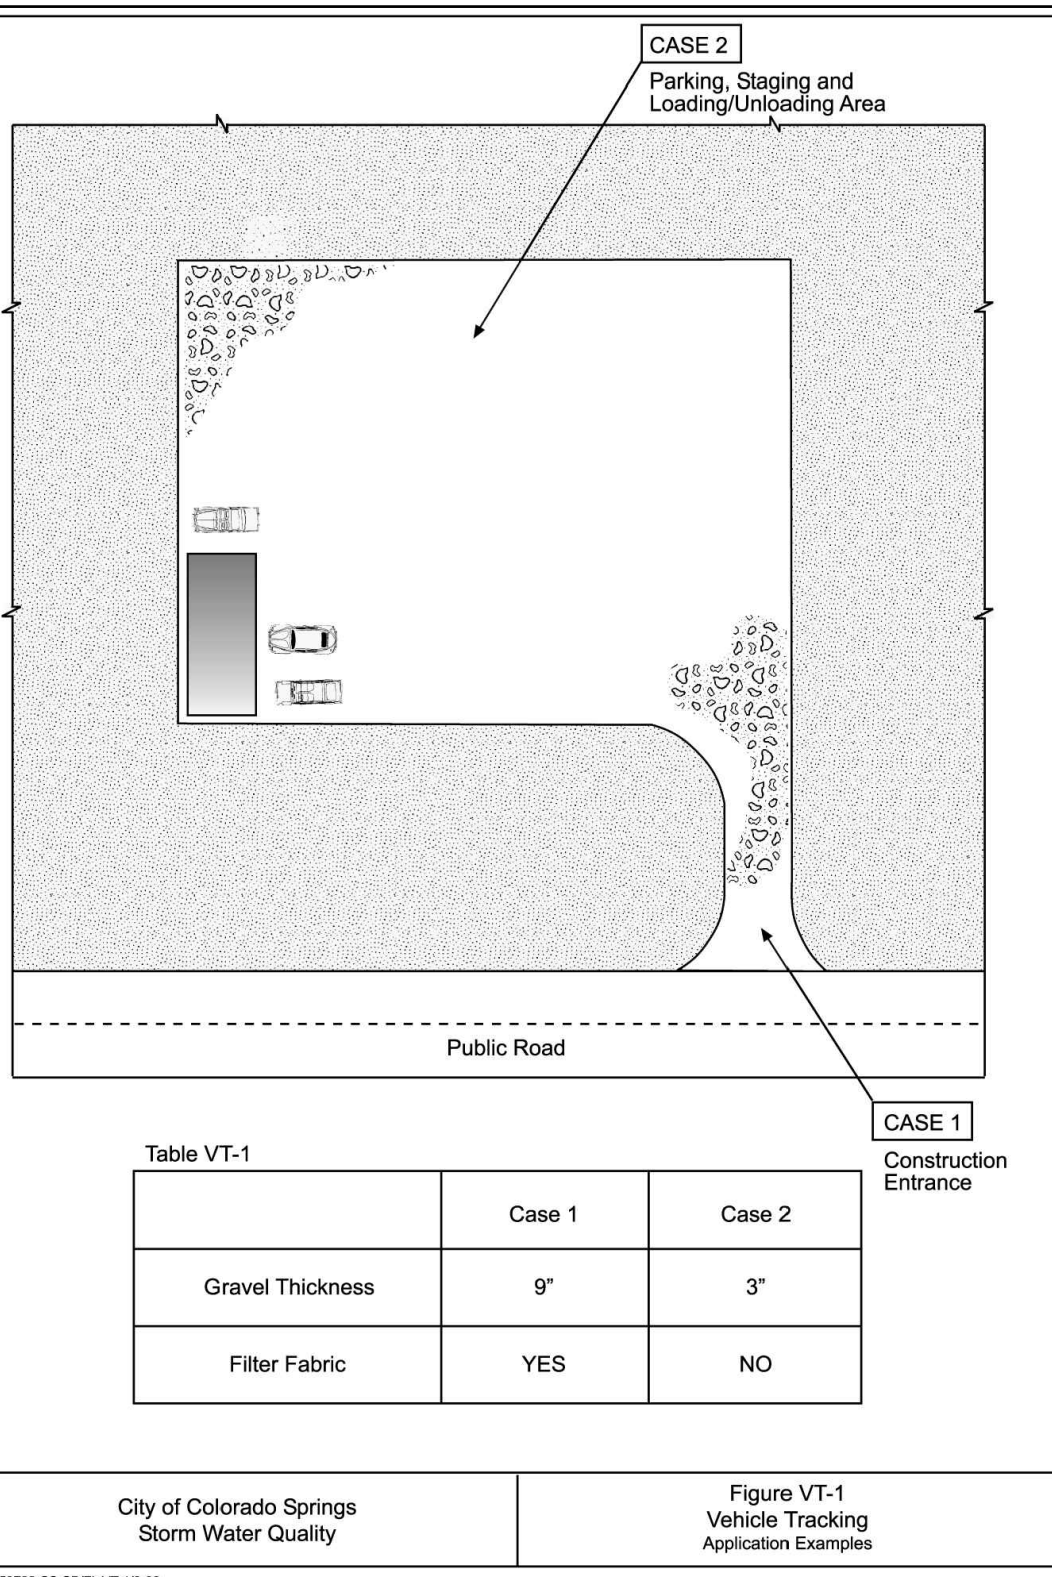 CASE 2
Parking, Staging and
Loading/Unloading Area
Public Road
CASE 1
Construction
Entrance
Table VT-1
Case 1 Case 2
Gravel Thickness 9” 3”
Filter Fabric YES NO
City of Colorado Springs
Storm Water Quality
Figure VT-1
Vehicle Tracking
Application Examples